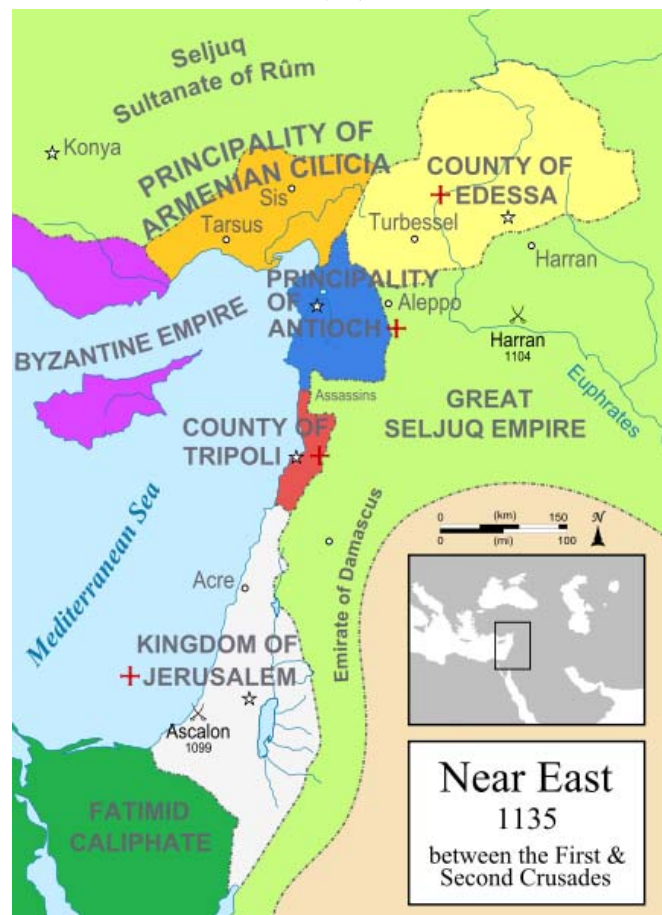 Seljuq
Sultanate of Rûm
Konya
PRINCIPALITY OF
ARMENIAN CILICIA
Sis
Tarsus
COUNTY OF
EDESSA
Turbessel
Harran
PRINCIPALITY
OF
ANTIOCH
Aleppo
Harran
1104
BYZANTINE EMPIRE
Euphrates
Assassins
GREAT
SELJUQ EMPIRE
COUNTY OF
TRIPOLI
Mediterranean Sea
0 (km) 150
0 (mi) 100
N
Emirate of Damascus
Acre
KINGDOM OF
JERUSALEM
Ascalon
1099
FATIMID
CALIPHATE
Near East
1135
between the First &
Second Crusades